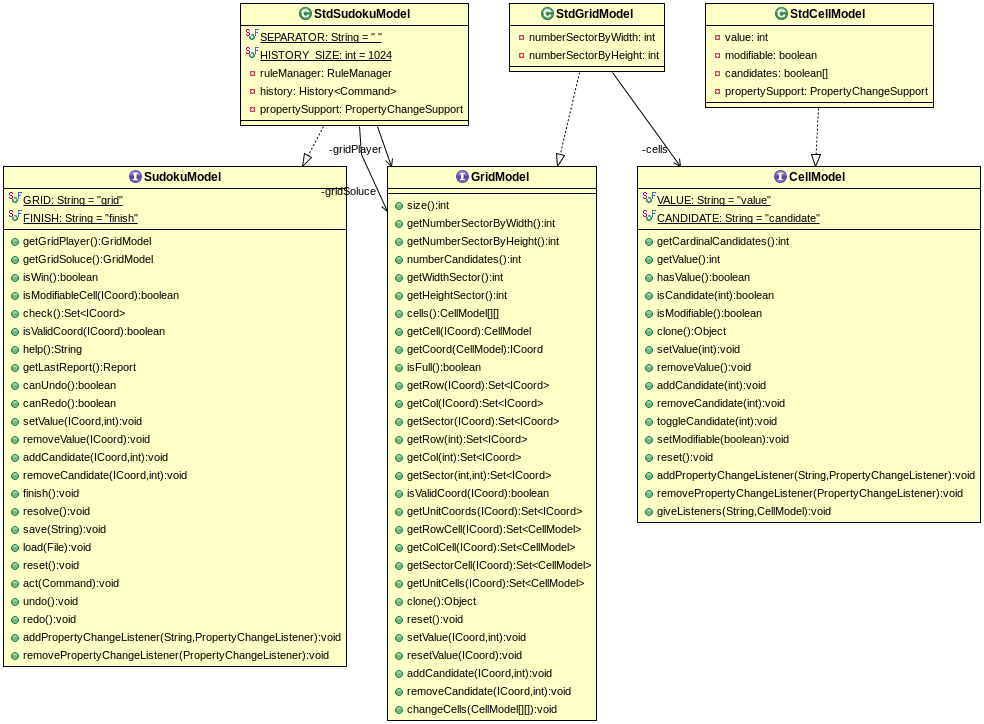 StdSudokuModel
SEPARATOR: String = " "
HISTORY_SIZE: int = 1024
ruleManager: RuleManager
history: History<Command>
propertySupport: PropertyChangeSupport
StdGridModel
numberSectorByWidth: int
numberSectorByHeight: int
StdCellModel
value: int
modifiable: boolean
candidates: boolean[]
propertySupport: PropertyChangeSupport
-gridPlayer
-gridSoluce
-cells
SudokuModel
GRID: String = "grid"
FINISH: String = "finish"
getGridPlayer():GridModel
getGridSoluce():GridModel
isWin():boolean
isModifiableCell(ICoord):boolean
check():Set<ICoord>
isValidCoord(ICoord):boolean
help():String
getLastReport():Report
canUndo():boolean
canRedo():boolean
setValue(ICoord,int):void
removeValue(ICoord):void
addCandidate(ICoord,int):void
removeCandidate(ICoord,int):void
finish():void
resolve():void
save(String):void
load(File):void
reset():void
act(Command):void
undo():void
redo():void
addPropertyChangeListener(String,PropertyChangeListener):void
removePropertyChangeListener(PropertyChangeListener):void
GridModel
size():int
getNumberSectorByWidth():int
getNumberSectorByHeight():int
numberCandidates():int
getWidthSector():int
getHeightSector():int
cells():CellModel[][]
getCell(ICoord):CellModel
getCoord(CellModel):ICoord
isFull():boolean
getRow(ICoord):Set<ICoord>
getCol(ICoord):Set<ICoord>
getSector(ICoord):Set<ICoord>
getRow(int):Set<ICoord>
getCol(int):Set<ICoord>
getSector(int,int):Set<ICoord>
isValidCoord(ICoord):boolean
getUnitCoords(ICoord):Set<ICoord>
getRowCell(ICoord):Set<CellModel>
getColCell(ICoord):Set<CellModel>
getSectorCell(ICoord):Set<CellModel>
getUnitCells(ICoord):Set<CellModel>
clone():Object
reset():void
setValue(ICoord,int):void
resetValue(ICoord):void
addCandidate(ICoord,int):void
removeCandidate(ICoord,int):void
changeCells(CellModel[][]):void
CellModel
VALUE: String = "value"
CANDIDATE: String = "candidate"
getCardinalCandidates():int
getValue():int
hasValue():boolean
isCandidate(int):boolean
isModifiable():boolean
clone():Object
setValue(int):void
removeValue():void
addCandidate(int):void
removeCandidate(int):void
toggleCandidate(int):void
setModifiable(boolean):void
reset():void
addPropertyChangeListener(String,PropertyChangeListener):void
removePropertyChangeListener(PropertyChangeListener):void
giveListeners(String,CellModel):void